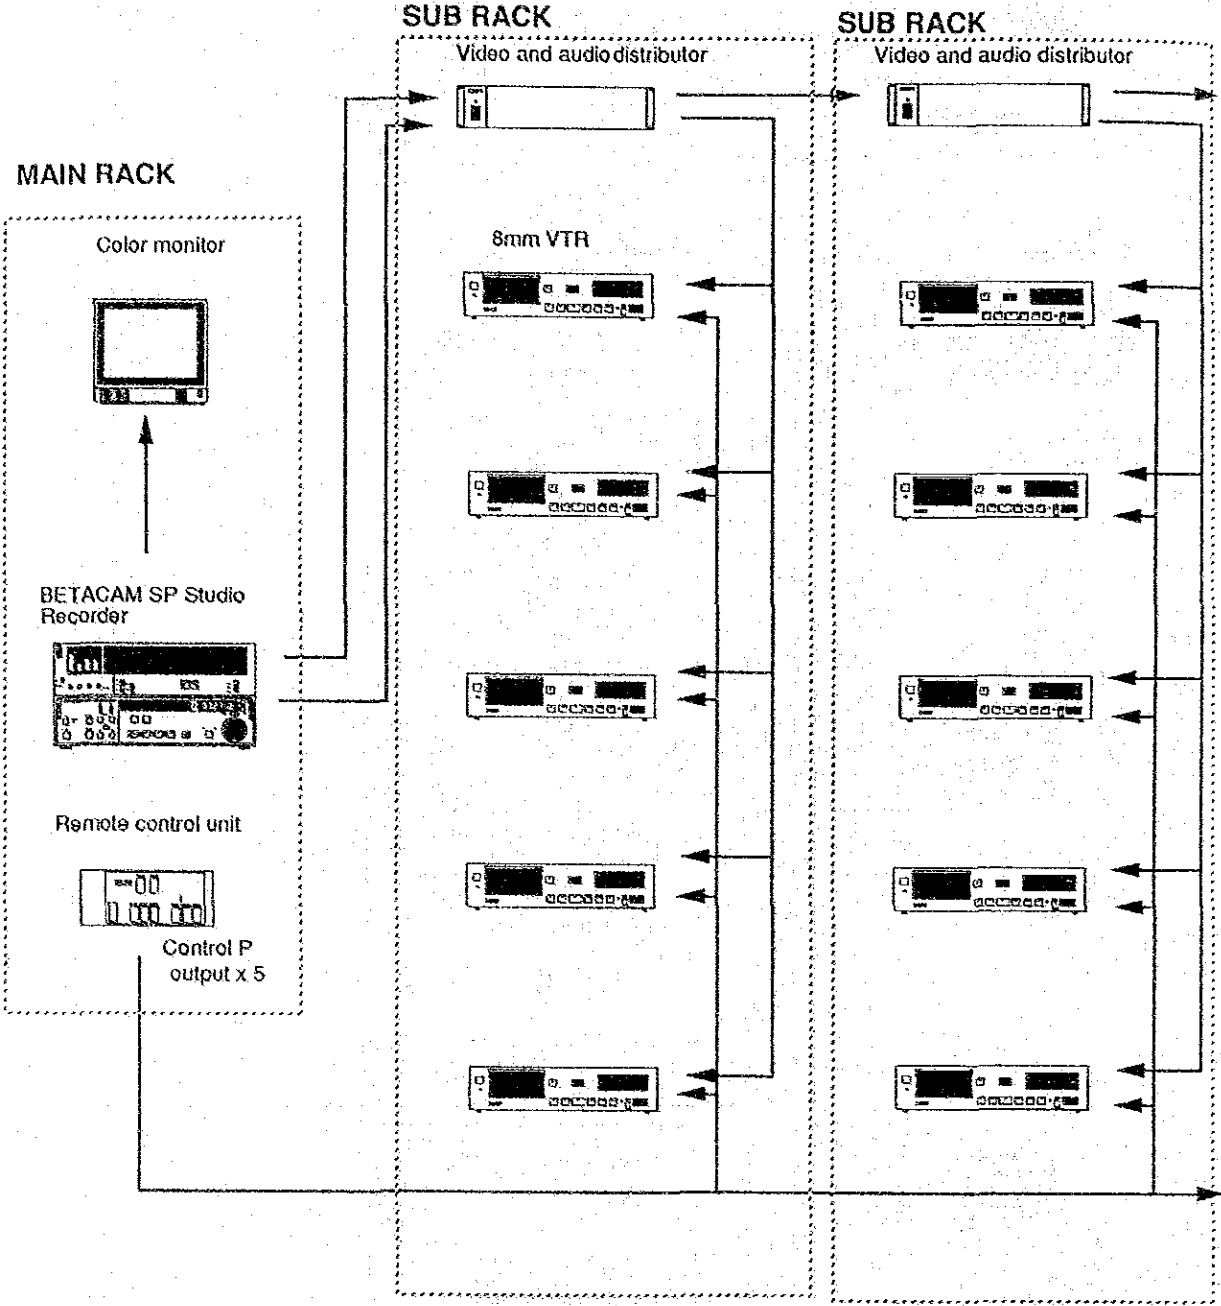 SUB RACK
SUB RACK
Video and audio distributor
Video and audio distributor
MAIN RACK
Color monitor
8mm VTR
BETACAM SP Studio
Recorder
Remote control unit
Control P
output x 5